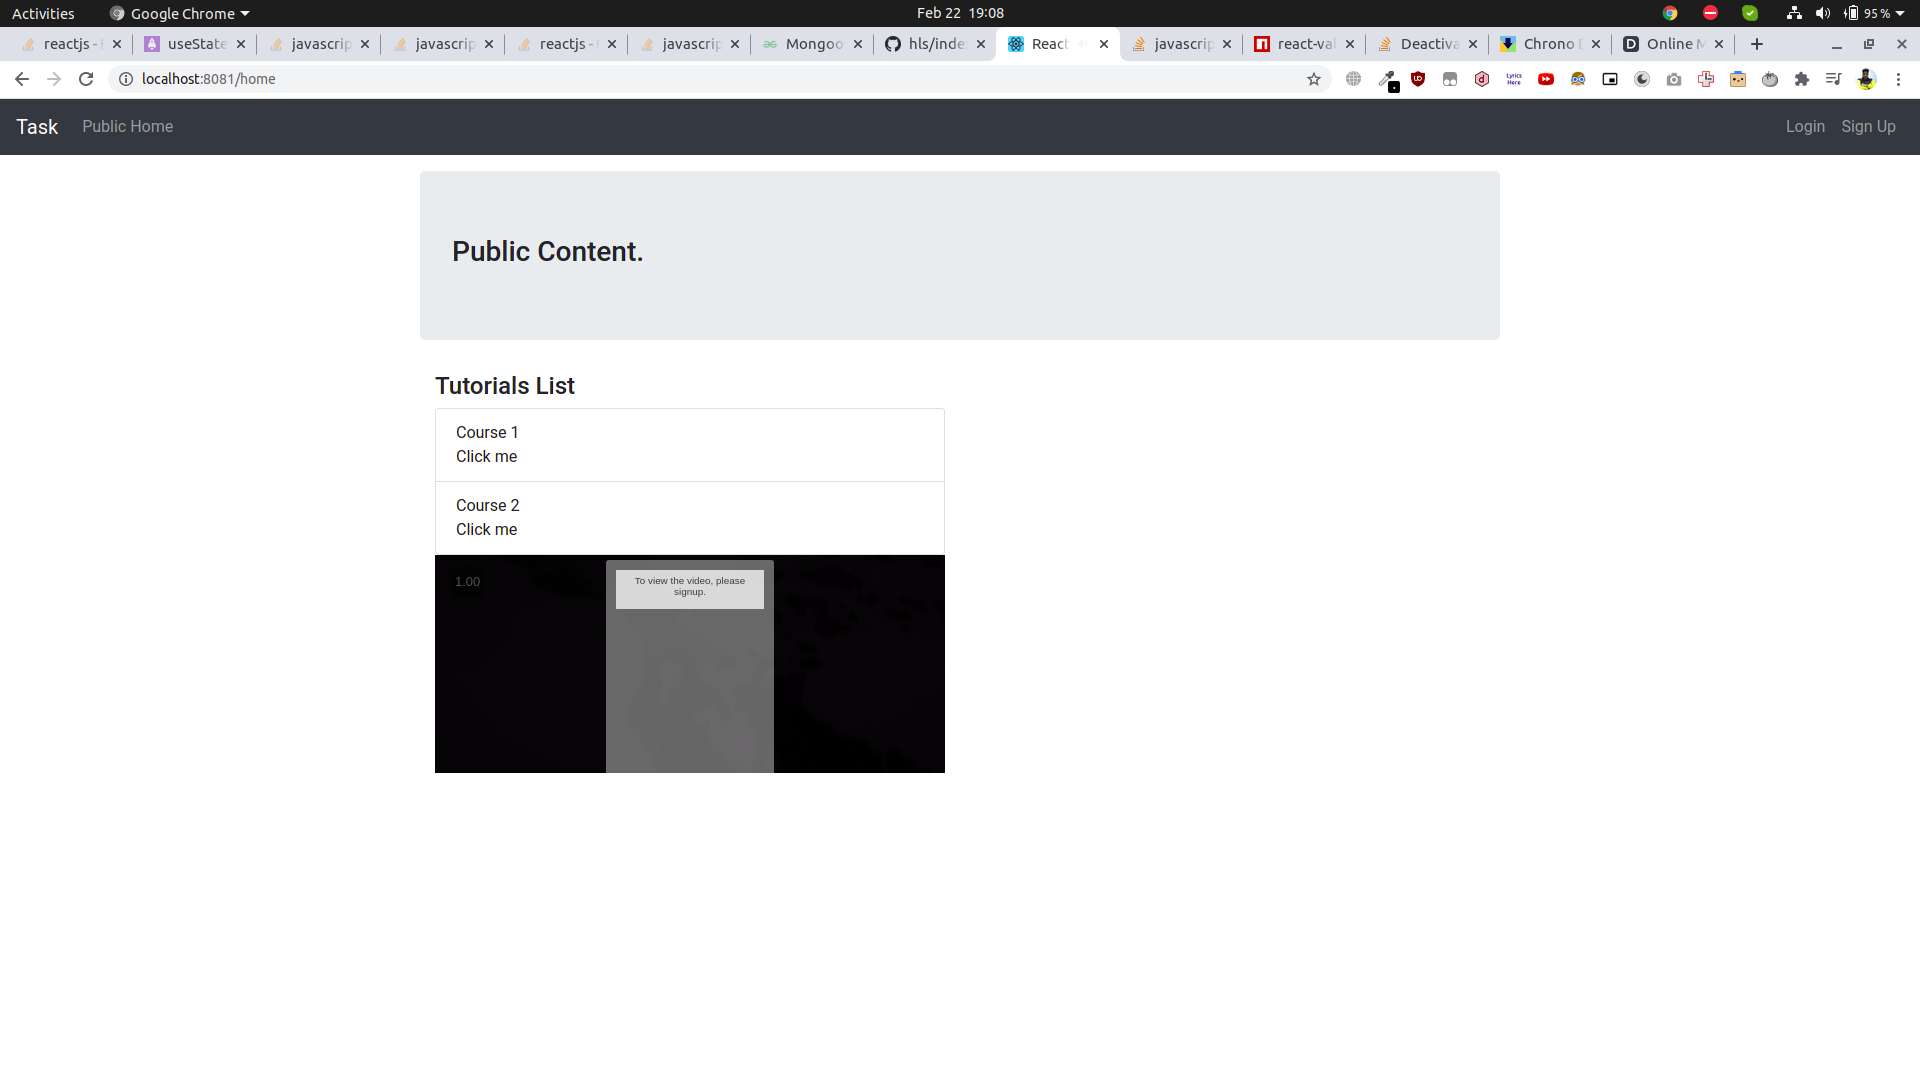 Activities Google Chrome Feb 22 19:08 95 %
reactjs - useState javascrip javascrip reactjs - javascrip Mongoo hls/inde React javascrip react-val Deactiva Chrono Online M
localhost:8081/home
Task Public Home Login Sign Up
Public Content.
Tutorials List
Course 1
Click me
Course 2
Click me
1.00
To view the video, please
signup.